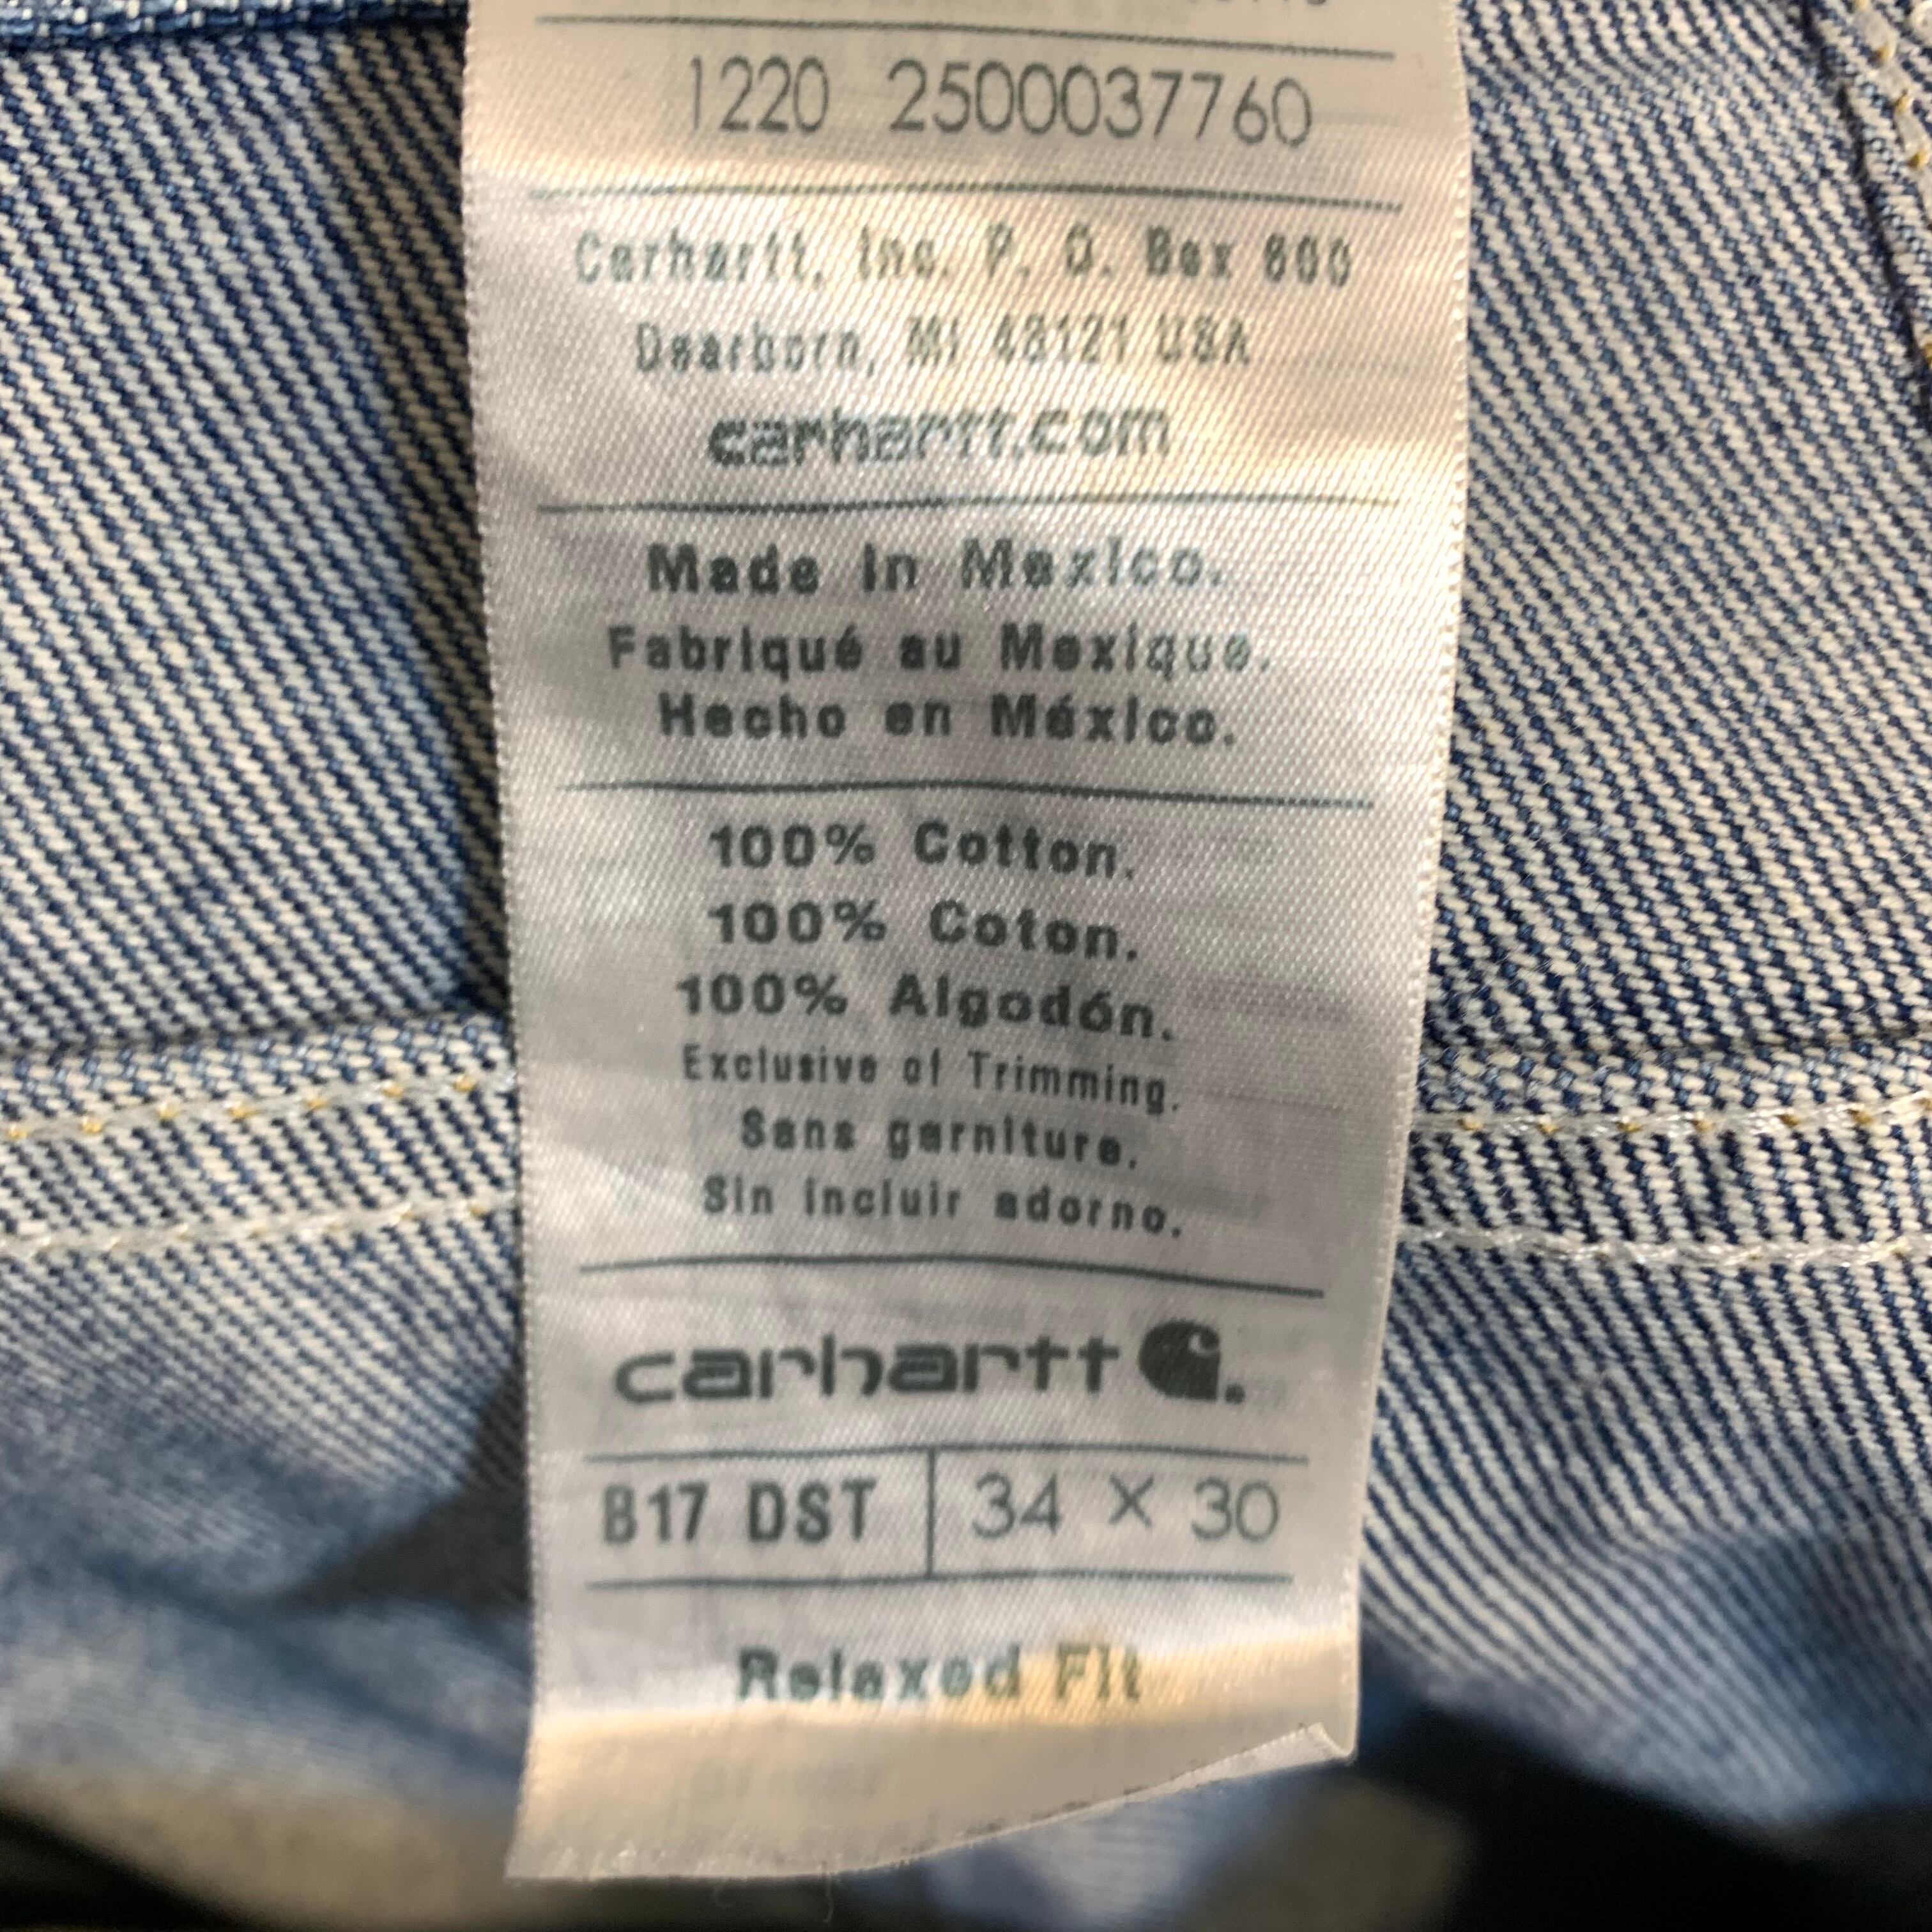 1220 2500037760
Carhartt, Inc. P. O. Box 600
Dearborn, MI 48121 USA
carhartt.com
Made in Mexico.
Fabriqué au Mexique.
Hecho en México.
100% Cotton.
100% Coton.
100% Algodón.
Exclusive of Trimming.
Sans garniture.
Sin incluir adorno.
carhartt
B17 DST 34 X 30
Relaxed Fit